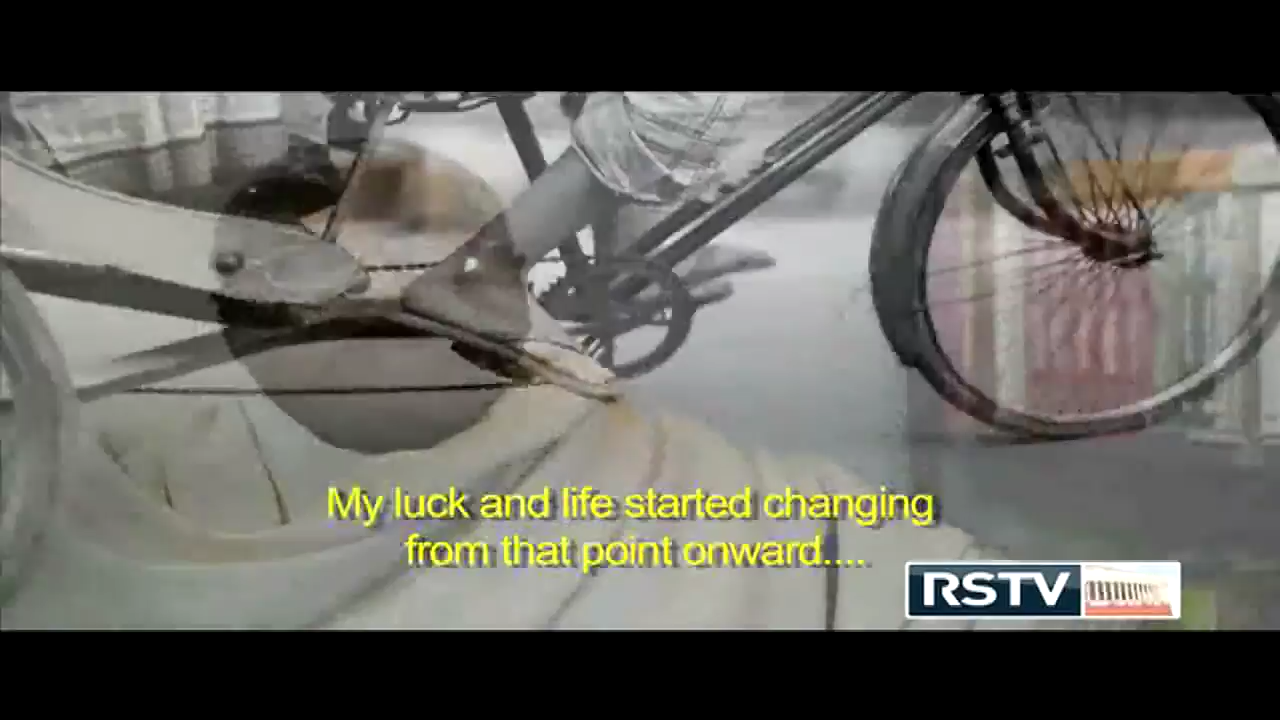 My luck and life started changing
from that point onward....
RSTV